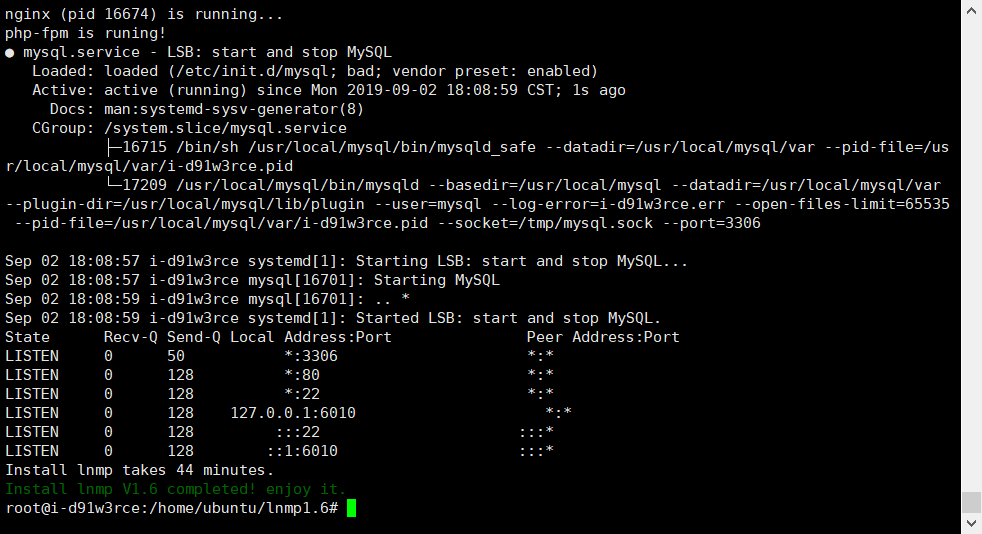 nginx (pid 16674) is running...
php-fpm is runing!
● mysql.service - LSB: start and stop MySQL
   Loaded: loaded (/etc/init.d/mysql; bad; vendor preset: enabled)
   Active: active (running) since Mon 2019-09-02 18:08:59 CST; 1s ago
     Docs: man:systemd-sysv-generator(8)
   CGroup: /system.slice/mysql.service
           ├─16715 /bin/sh /usr/local/mysql/bin/mysqld_safe --datadir=/usr/local/mysql/var --pid-file=/us
r/local/mysql/var/i-d91w3rce.pid
           └─17209 /usr/local/mysql/bin/mysqld --basedir=/usr/local/mysql --datadir=/usr/local/mysql/var
--plugin-dir=/usr/local/mysql/lib/plugin --user=mysql --log-error=i-d91w3rce.err --open-files-limit=65535
 --pid-file=/usr/local/mysql/var/i-d91w3rce.pid --socket=/tmp/mysql.sock --port=3306

Sep 02 18:08:57 i-d91w3rce systemd[1]: Starting LSB: start and stop MySQL...
Sep 02 18:08:57 i-d91w3rce mysql[16701]: Starting MySQL
Sep 02 18:08:59 i-d91w3rce mysql[16701]: .. *
Sep 02 18:08:59 i-d91w3rce systemd[1]: Started LSB: start and stop MySQL.
State      Recv-Q Send-Q Local Address:Port               Peer Address:Port
LISTEN     0      50           *:3306                     *:*
LISTEN     0      128          *:80                       *:*
LISTEN     0      128          *:22                       *:*
LISTEN     0      128    127.0.0.1:6010                     *:*
LISTEN     0      128         :::22                      :::*
LISTEN     0      128        ::1:6010                    :::*
Install lnmp takes 44 minutes.
Install lnmp V1.6 completed! enjoy it.
root@i-d91w3rce:/home/ubuntu/lnmp1.6#